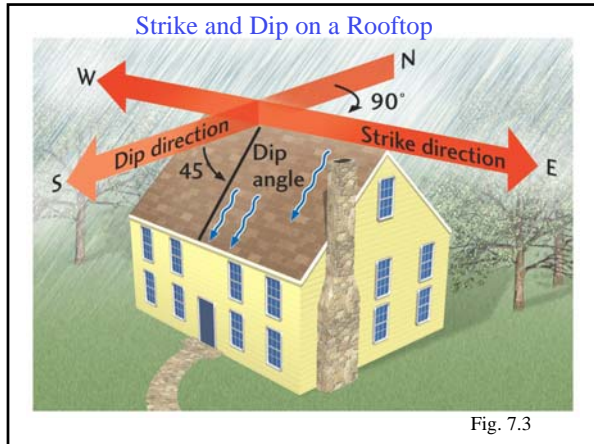 Strike and Dip on a Rooftop
N
W
90°
Dip direction
Strike direction
Dip
angle
45
S
E
Fig. 7.3